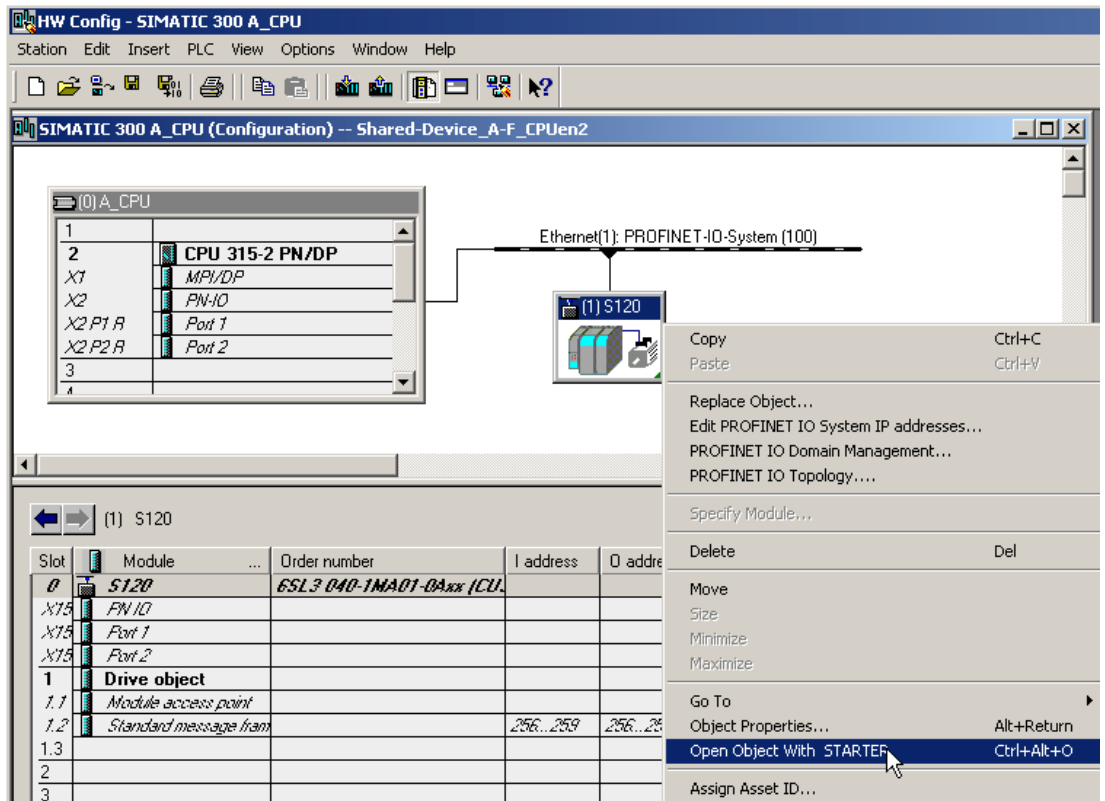 HW Config - SIMATIC 300 A_CPU
Station Edit Insert PLC View Options Window Help
SIMATIC 300 A_CPU (Configuration) -- Shared-Device_A-F_CPUen2
(0) A_CPU
1
2 CPU 315-2 PN/DP
X1 MPI/DP
X2 PN-IO
X2 P1 R Port 1
X2 P2 R Port 2
3
4
Ethernet(1): PROFINET-IO-System (100)
(1) S120
Copy Ctrl+C
Paste Ctrl+V
Replace Object...
Edit PROFINET IO System IP addresses...
PROFINET IO Domain Management...
PROFINET IO Topology....
Specify Module...
Delete Del
Move
Size
Minimize
Maximize
Go To
Object Properties... Alt+Return
Open Object With STARTER Ctrl+Alt+O
Assign Asset ID...
(1) S120
Slot Module ... Order number I address O addre
0 S120 6SL3 040-1MA01-0Axx (CU.
X15 PN IO
X15 Port 1
X15 Port 2
1 Drive object
1.1 Module access point
1.2 Standard message fram 256...259 256...25
1.3
2
3